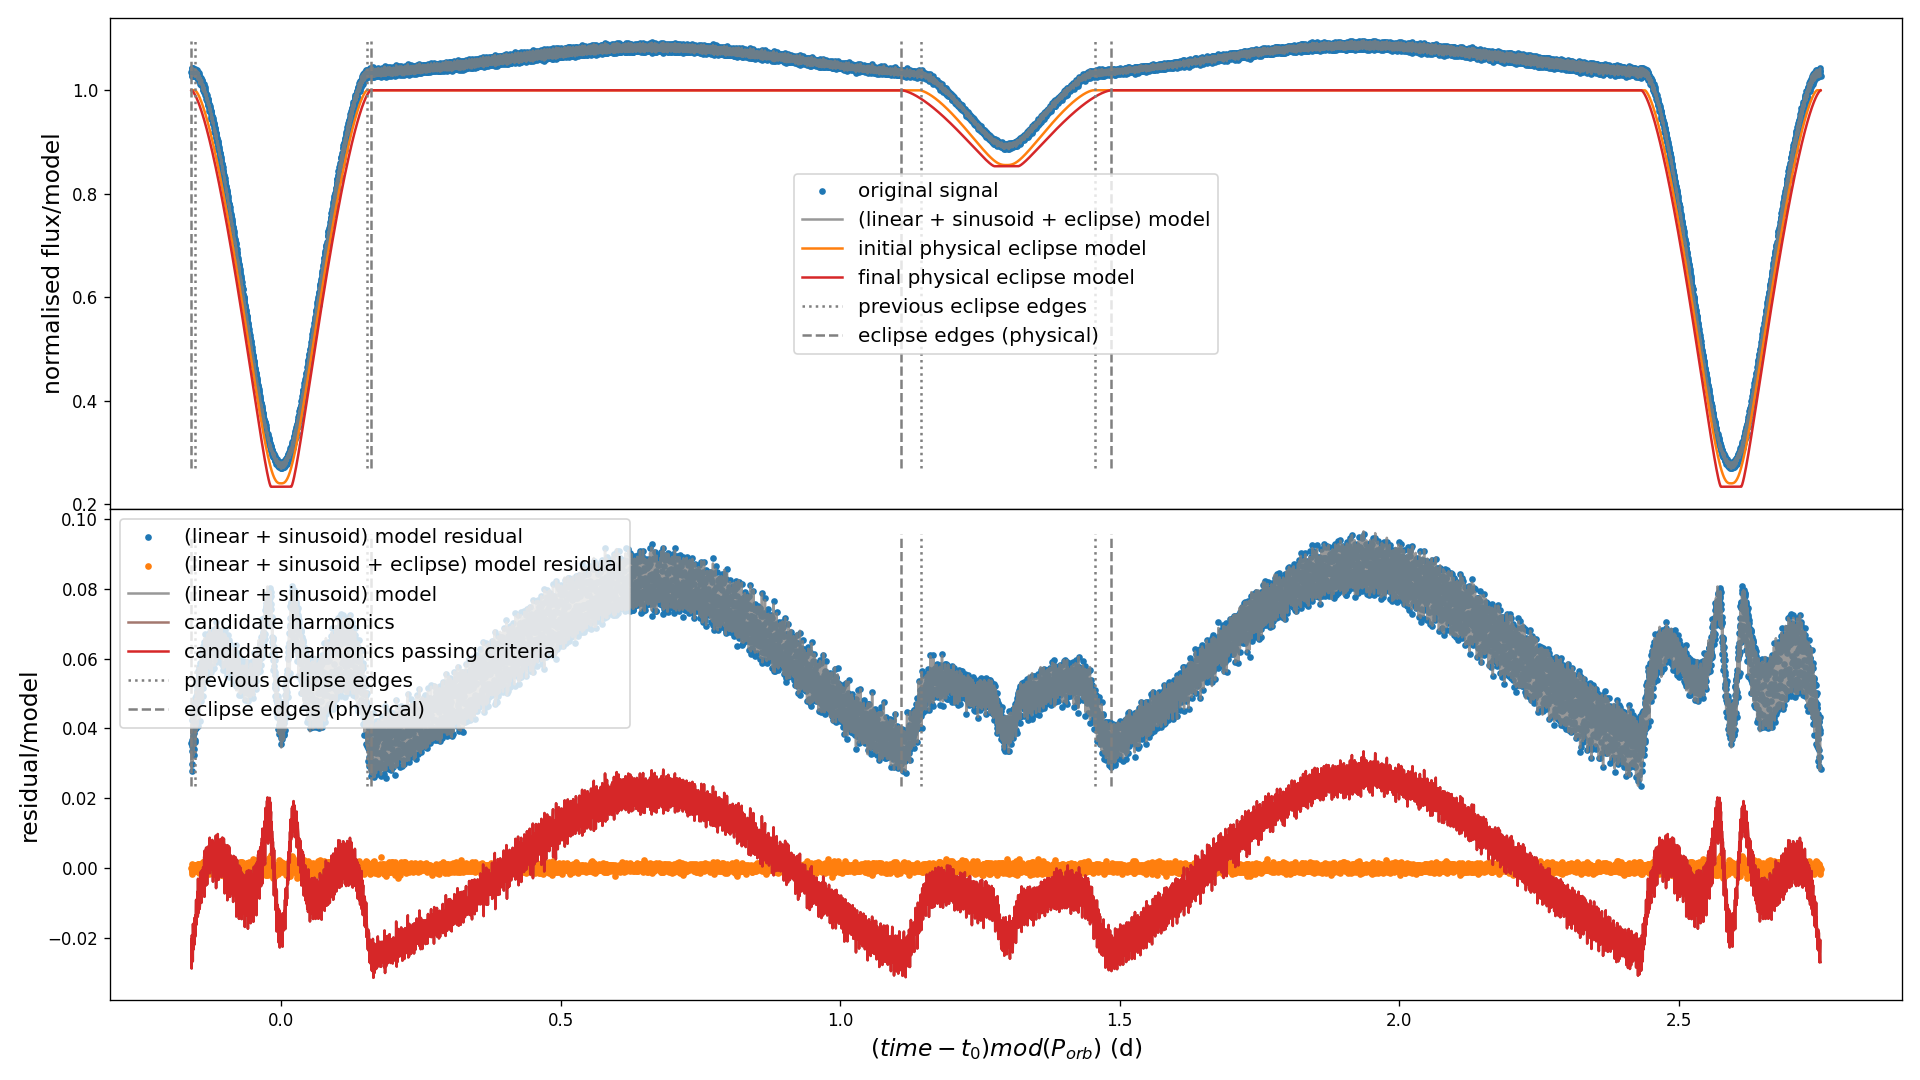 normalised flux/model
1.0
0.8
0.6
0.4
0.2
original signal
(linear + sinusoid + eclipse) model
initial physical eclipse model
final physical eclipse model
previous eclipse edges
eclipse edges (physical)
residual/model
0.10
0.08
0.06
0.04
0.02
0.00
−0.02
(linear + sinusoid) model residual
(linear + sinusoid + eclipse) model residual
(linear + sinusoid) model
candidate harmonics
candidate harmonics passing criteria
previous eclipse edges
eclipse edges (physical)
0.0 0.5 1.0 1.5 2.0 2.5
(time − t₀)mod(Pₒᵣb) (d)